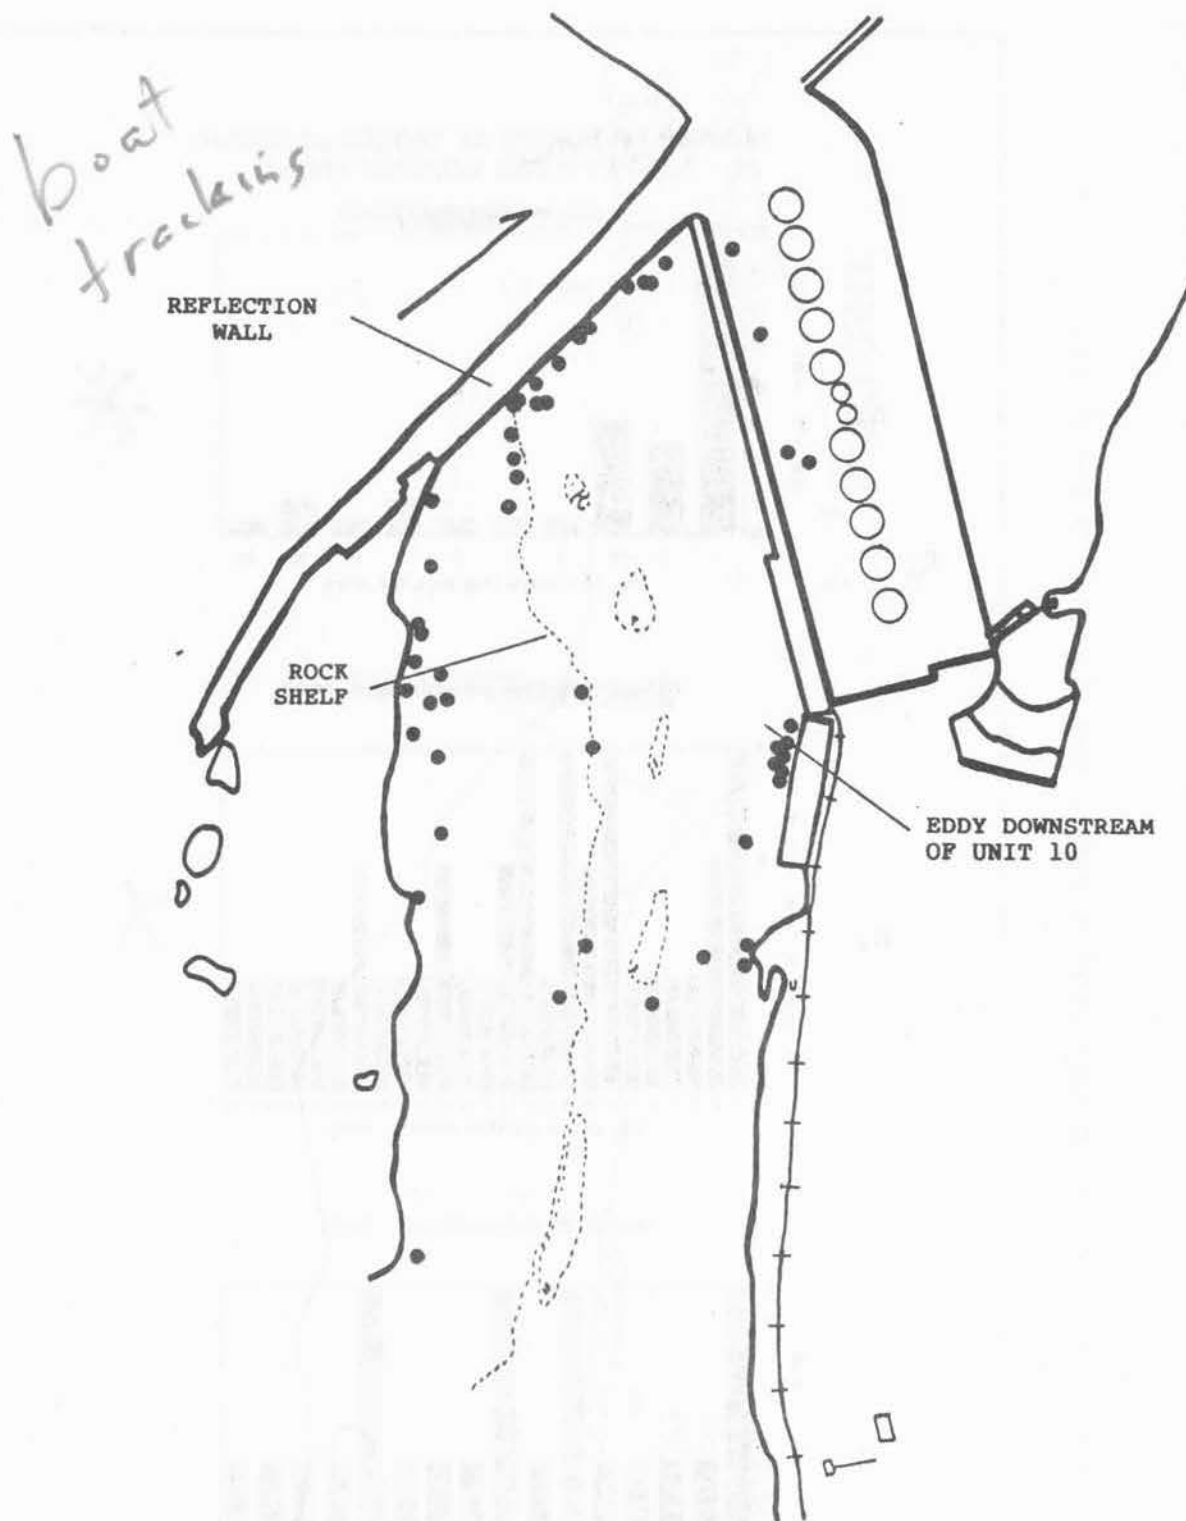 boat
tracking
REFLECTION
WALL
ROCK
SHELF
EDDY DOWNSTREAM
OF UNIT 10